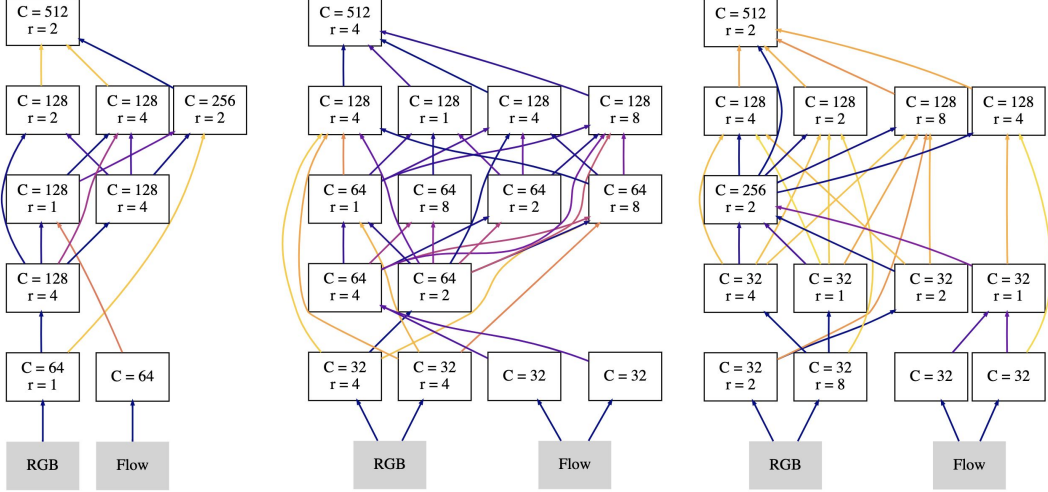 C = 512
r = 2
C = 128
r = 2
C = 128
r = 4
C = 256
r = 2
C = 128
r = 1
C = 128
r = 4
C = 128
r = 4
C = 64
r = 1
C = 64
RGB
Flow
C = 512
r = 4
C = 128
r = 4
C = 128
r = 1
C = 128
r = 4
C = 128
r = 8
C = 64
r = 1
C = 64
r = 8
C = 64
r = 2
C = 64
r = 8
C = 64
r = 4
C = 64
r = 2
C = 32
r = 4
C = 32
r = 4
C = 32
C = 32
RGB
Flow
C = 512
r = 2
C = 128
r = 4
C = 128
r = 2
C = 128
r = 8
C = 128
r = 4
C = 256
r = 2
C = 32
r = 4
C = 32
r = 1
C = 32
r = 2
C = 32
r = 1
C = 32
r = 2
C = 32
r = 8
C = 32
C = 32
RGB
Flow